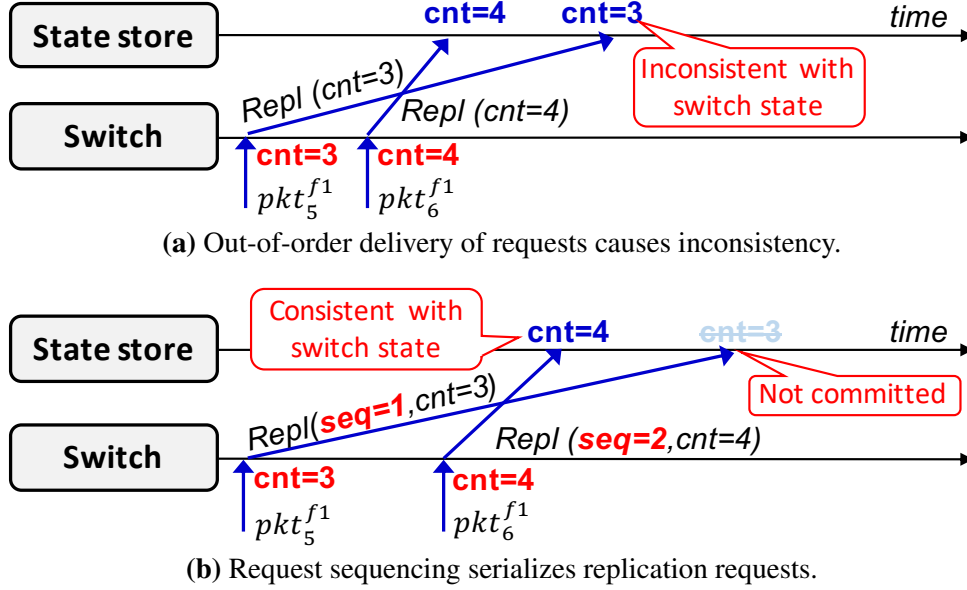 cnt=4 cnt=3 time
State store
Inconsistent with
switch state
Repl (cnt=3)
Repl (cnt=4)
Switch
cnt=3 cnt=4
pkt_5^{f1} pkt_6^{f1}
(a) Out-of-order delivery of requests causes inconsistency.
Consistent with
switch state
cnt=4 cnt=3 time
State store
Not committed
Repl(seq=1,cnt=3)
Repl (seq=2,cnt=4)
Switch
cnt=3 cnt=4
pkt_5^{f1} pkt_6^{f1}
(b) Request sequencing serializes replication requests.